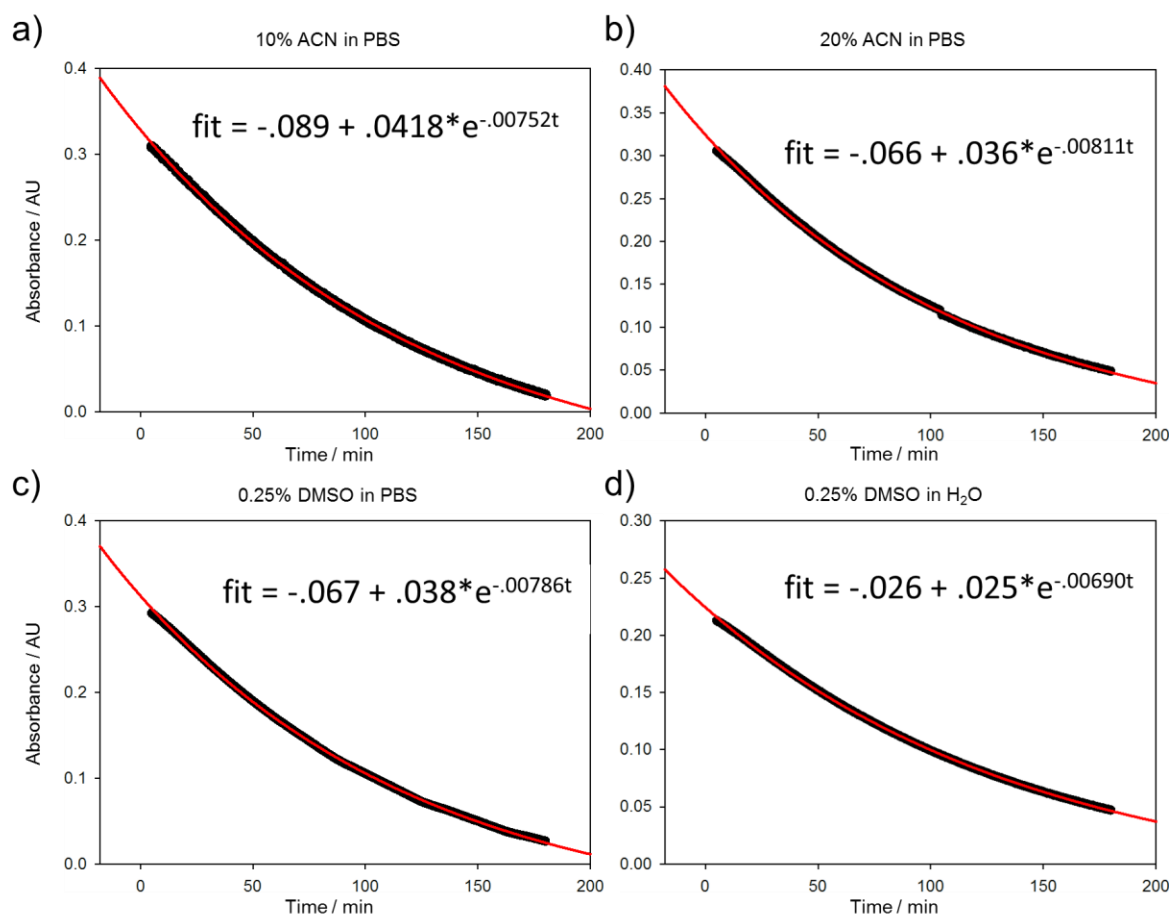 a)
10% ACN in PBS
0.4
0.3
0.2
0.1
0.0
Absorbance / AU
fit = -.089 + .0418*e-.00752t
0
50
100
150
200
Time / min
b)
20% ACN in PBS
0.40
0.35
0.30
0.25
0.20
0.15
0.10
0.05
0.00
fit = -.066 + .036*e-.00811t
0
50
100
150
200
Time / min
c)
0.25% DMSO in PBS
0.4
0.3
0.2
0.1
0.0
Absorbance / AU
fit = -.067 + .038*e-.00786t
0
50
100
150
200
Time / min
d)
0.25% DMSO in H₂O
0.30
0.25
0.20
0.15
0.10
0.05
0.00
fit = -.026 + .025*e-.00690t
0
50
100
150
200
Time / min